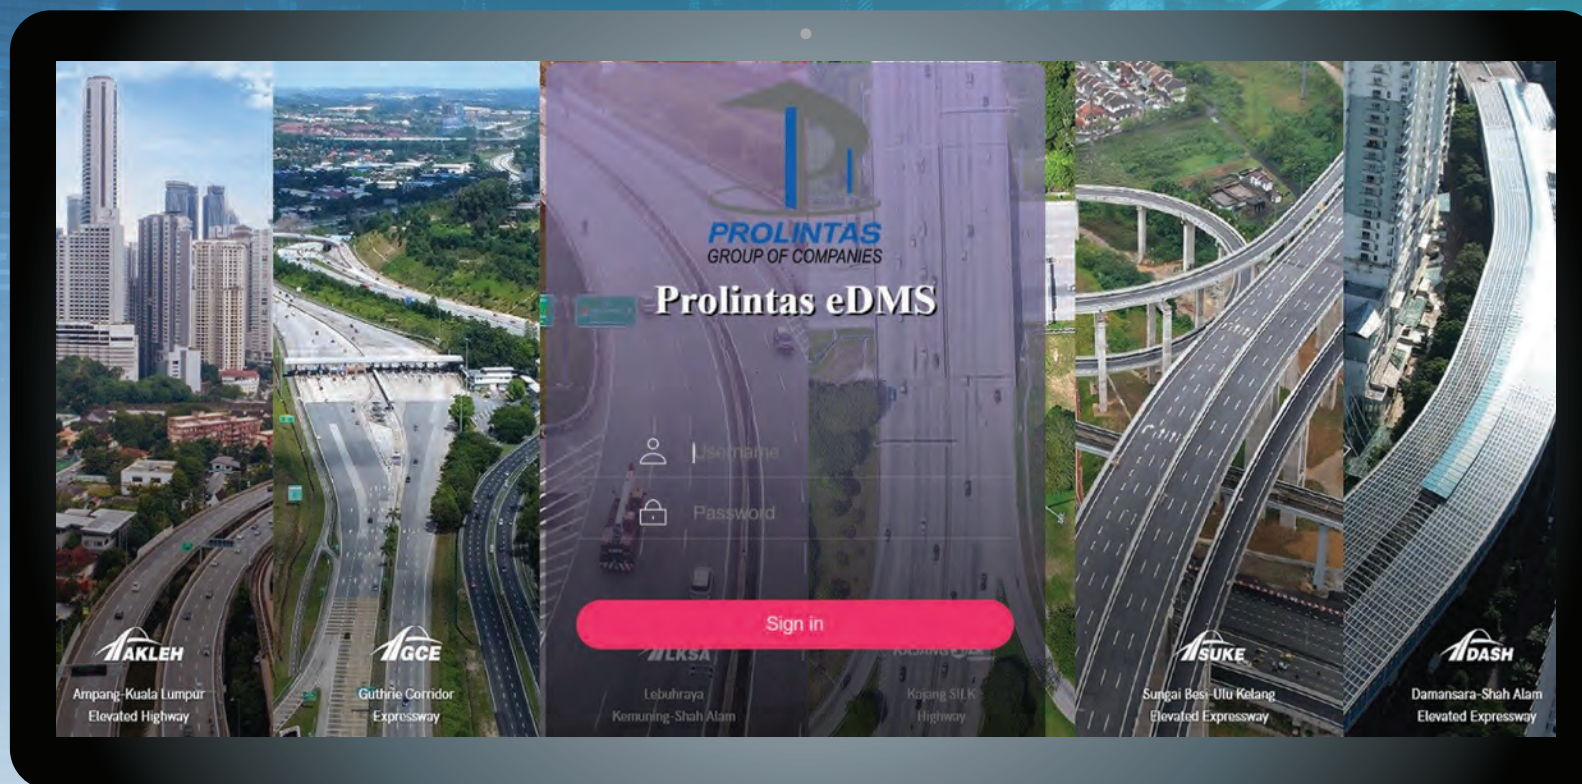 PROLINTAS
GROUP OF COMPANIES
Prolintas eDMS
Username
Password
Sign in
AKLEH
Ampang-Kuala Lumpur
Elevated Highway
GCE
Guthrie Corridor
Expressway
LKSA
Lebuhraya
Kemuning-Shah Alam
KAJANG SILK
Kajang SILK
Highway
SUKE
Sungai Besi-Ulu Kelang
Elevated Expressway
DASH
Damansara-Shah Alam
Elevated Expressway